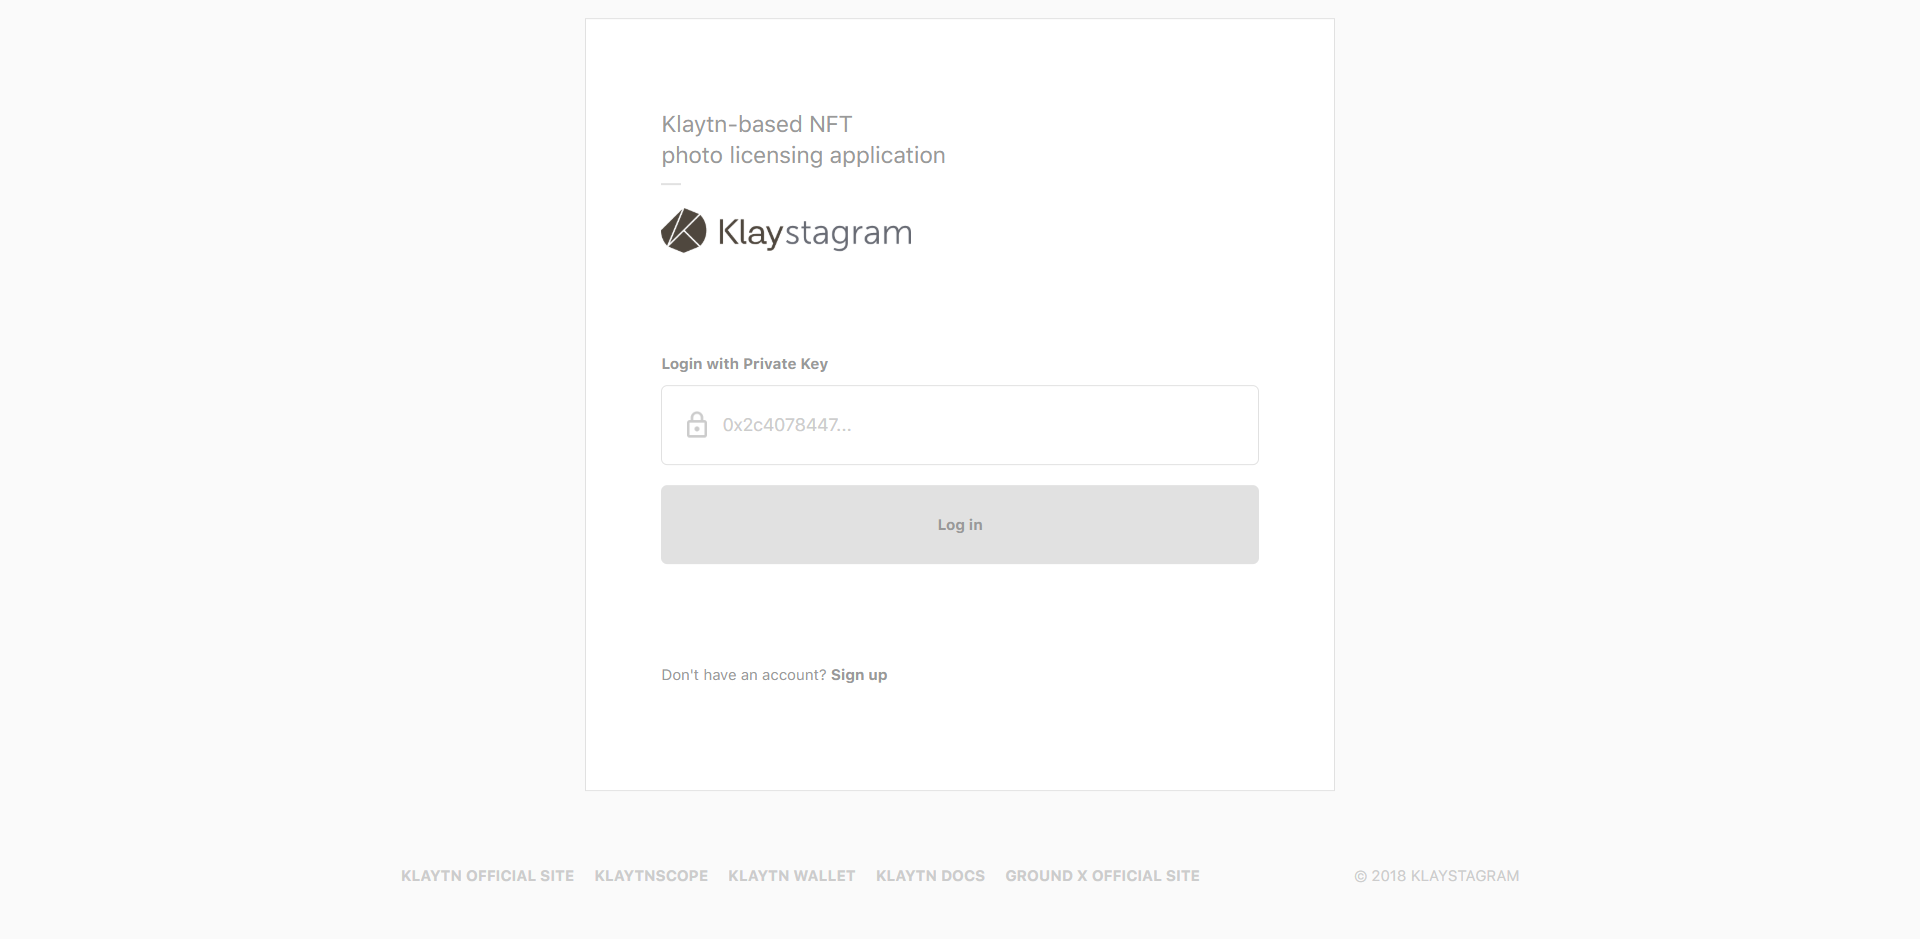 Klaytn-based NFT
photo licensing application
Klaystagram
Login with Private Key
0x2c4078447...
Log in
Don't have an account? Sign up
KLAYTN OFFICIAL SITE KLAYTNSCOPE KLAYTN WALLET KLAYTN DOCS GROUND X OFFICIAL SITE © 2018 KLAYSTAGRAM